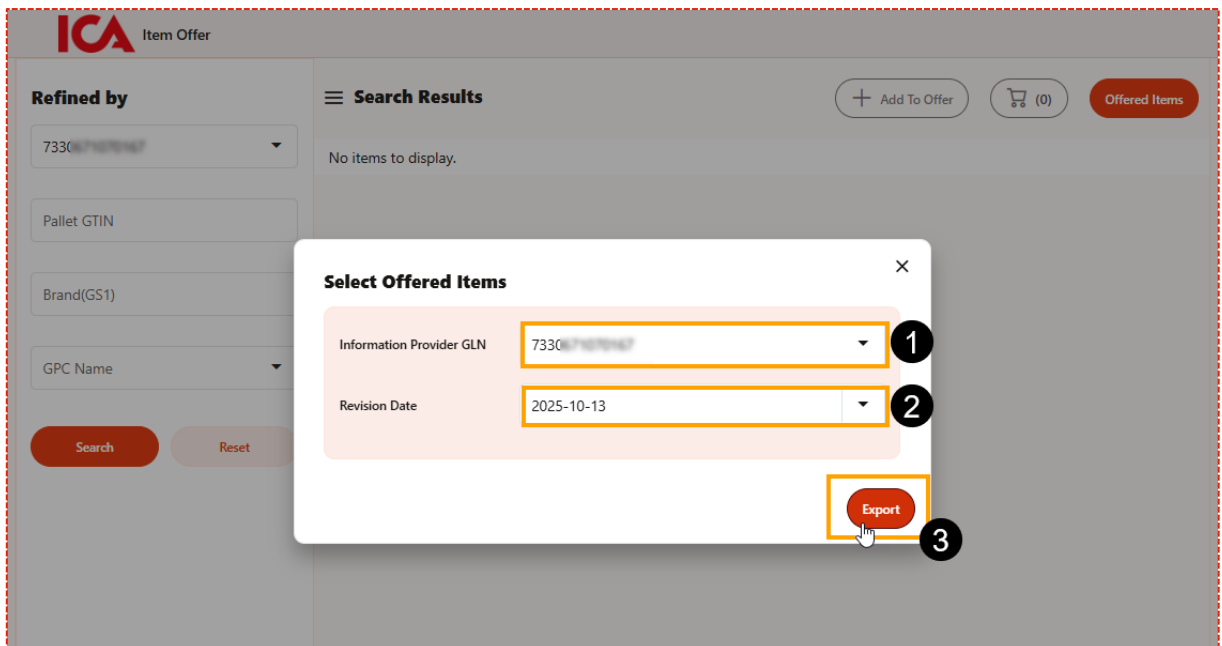 ICA Item Offer
Refined by
7330
Pallet GTIN
Brand(GS1)
GPC Name
Search Reset
Search Results
Add To Offer
(0)
Offered Items
No items to display.
Select Offered Items
Information Provider GLN 7330
1
Revision Date 2025-10-13
2
Export
3